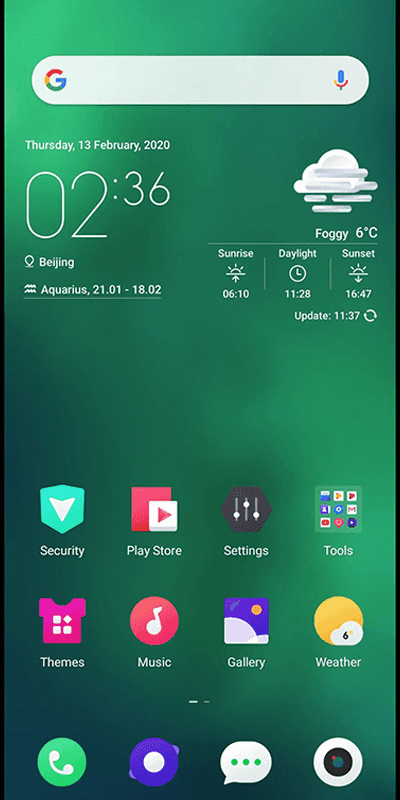 Thursday, 13 February, 2020
02:36
Foggy 6°C
Beijing
Sunrise Daylight Sunset
06:10 11:28 16:47
Aquarius, 21.01 - 18.02
Update: 11:37
Security Play Store Settings Tools
6°
Themes Music Gallery Weather